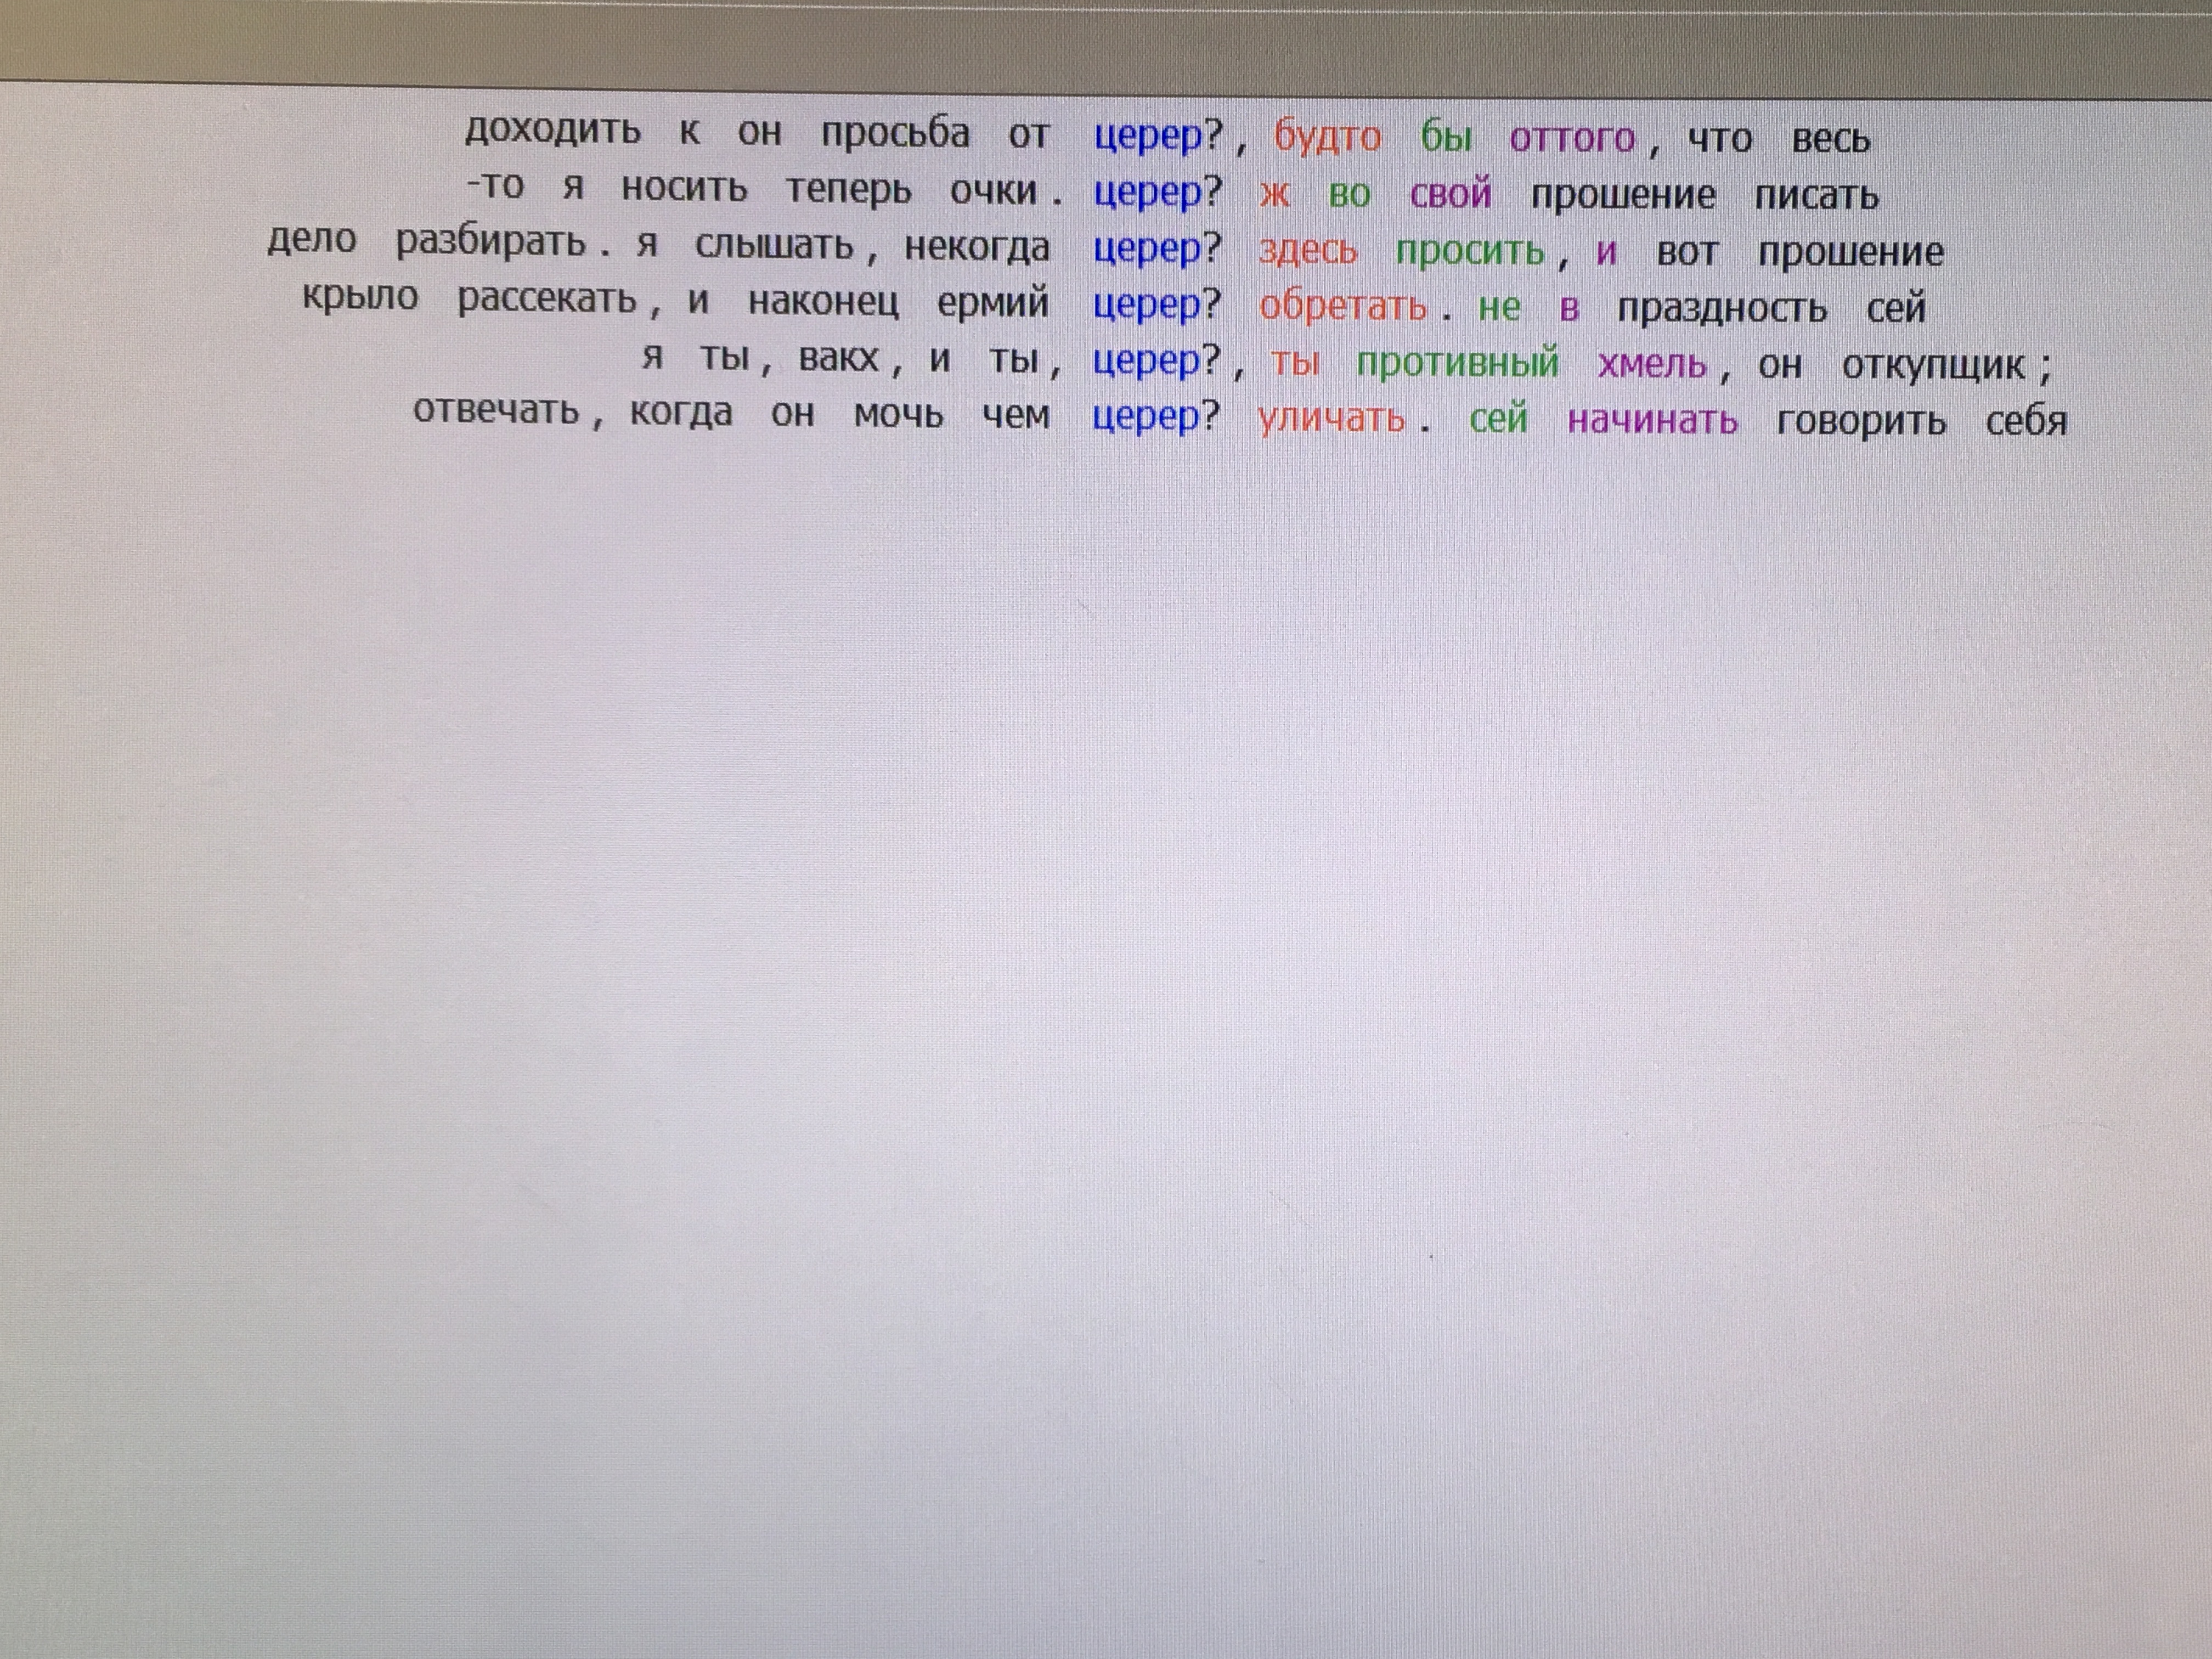 доходить к он просьба от церер?, будто бы оттого, что весь
-то я носить теперь очки. церер? ж во свой прошение писать
дело разбирать. я слышать, некогда церер? здесь просить, и вот прошение
крыло рассекать, и наконец ермий церер? обретать. не в праздность сей
я ты, вакх, и ты, церер?, ты противный хмель, он откупщик;
отвечать, когда он мочь чем церер? уличать. сей начинать говорить себя